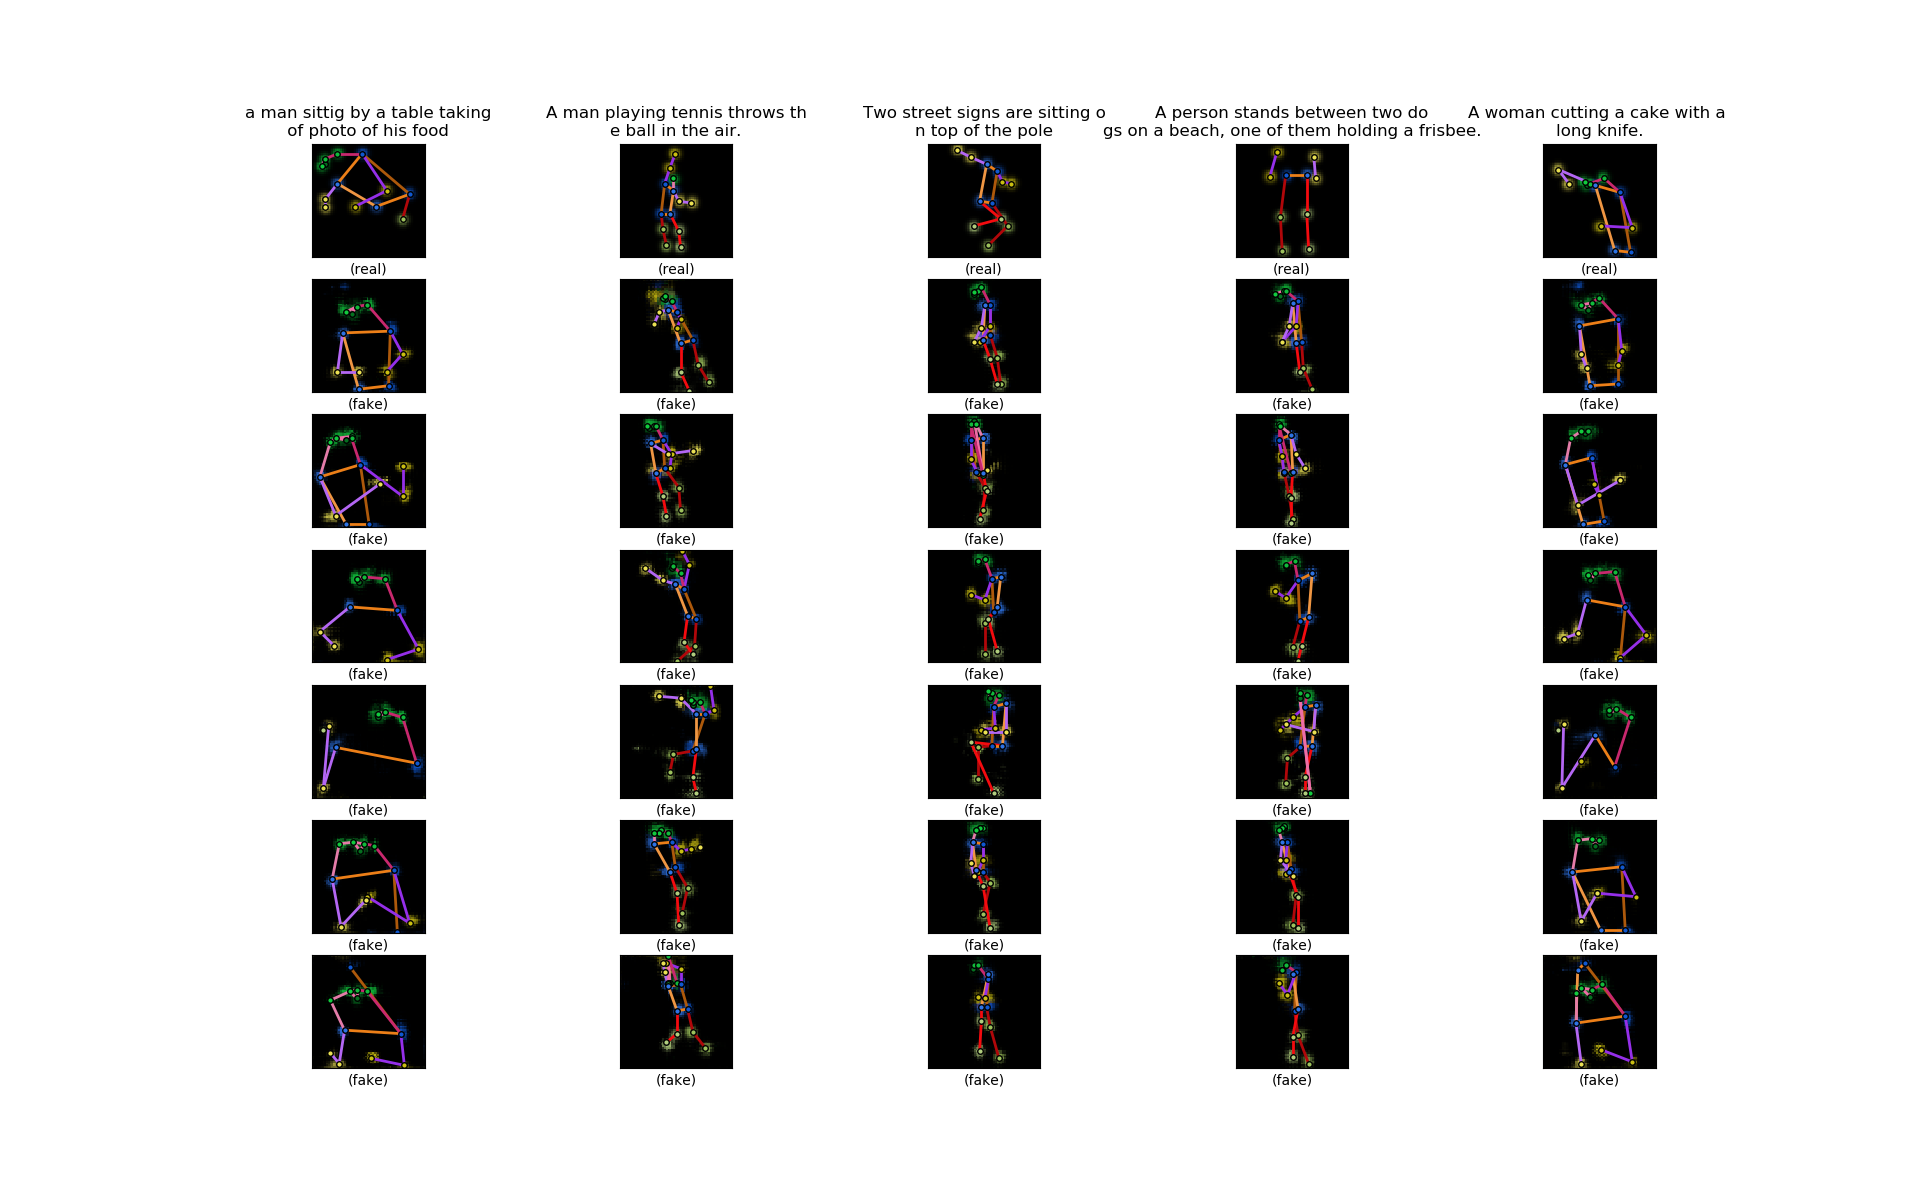 a man sittig by a table taking
of photo of his food
A man playing tennis throws th
e ball in the air.
Two street signs are sitting o
n top of the pole
A person stands between two do
gs on a beach, one of them holding a frisbee.
A woman cutting a cake with a
long knife.
(real) (real) (real) (real) (real)
(fake) (fake) (fake) (fake) (fake)
(fake) (fake) (fake) (fake) (fake)
(fake) (fake) (fake) (fake) (fake)
(fake) (fake) (fake) (fake) (fake)
(fake) (fake) (fake) (fake) (fake)
(fake) (fake) (fake) (fake) (fake)